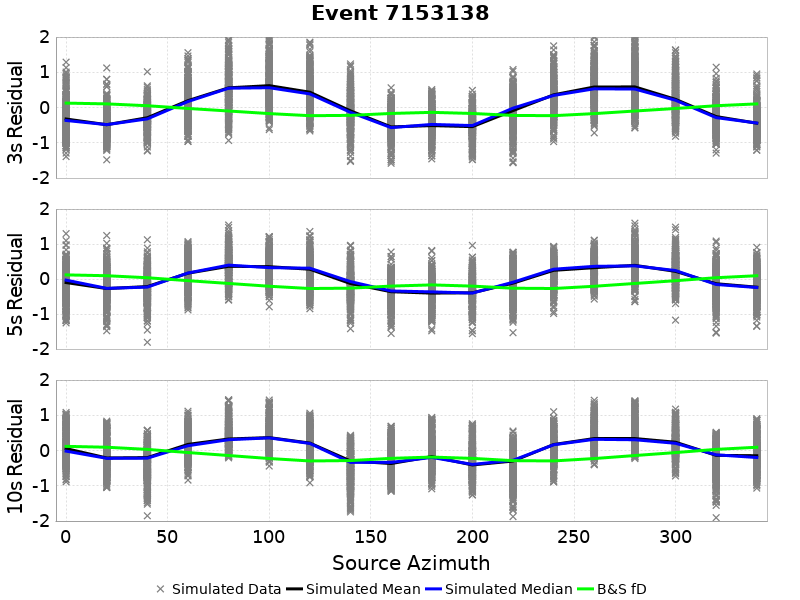 Event 7153138
3s Residual
2
1
0
-1
-2
5s Residual
2
1
0
-1
-2
10s Residual
2
1
0
-1
-2
0 50 100 150 200 250 300
Source Azimuth
Simulated Data Simulated Mean Simulated Median B&S fD